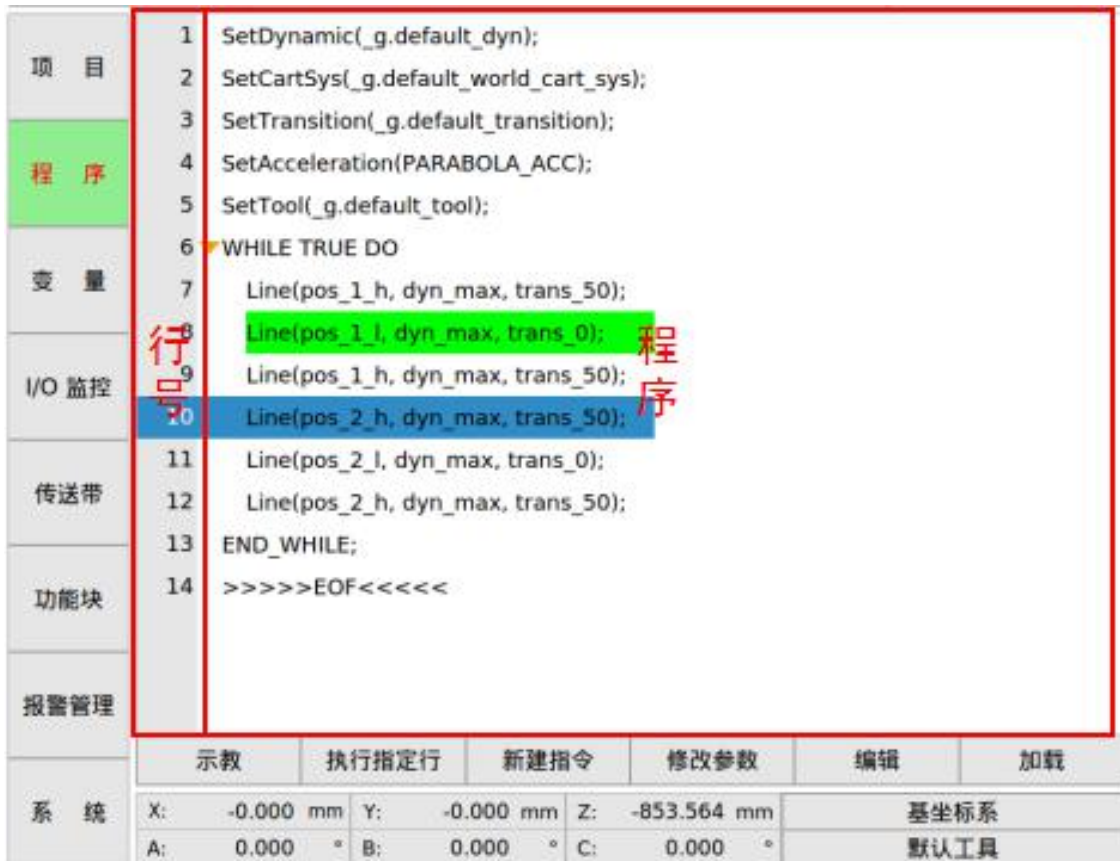 项 目
程 序
变 量
I/O 监控
传送带
功能块
报警管理
系 统
行号
程序
1 SetDynamic(_g.default_dyn);
2 SetCartSys(_g.default_world_cart_sys);
3 SetTransition(_g.default_transition);
4 SetAcceleration(PARABOLA_ACC);
5 SetTool(_g.default_tool);
6 WHILE TRUE DO
7 Line(pos_1_h, dyn_max, trans_50);
8 Line(pos_1_l, dyn_max, trans_0);
9 Line(pos_1_h, dyn_max, trans_50);
10 Line(pos_2_h, dyn_max, trans_50);
11 Line(pos_2_l, dyn_max, trans_0);
12 Line(pos_2_h, dyn_max, trans_50);
13 END_WHILE;
14 >>>>>EOF<<<<<
示教 执行指定行 新建指令 修改参数 编辑 加载
X: -0.000 mm Y: -0.000 mm Z: -853.564 mm 基坐标系
A: 0.000 ° B: 0.000 ° C: 0.000 ° 默认工具